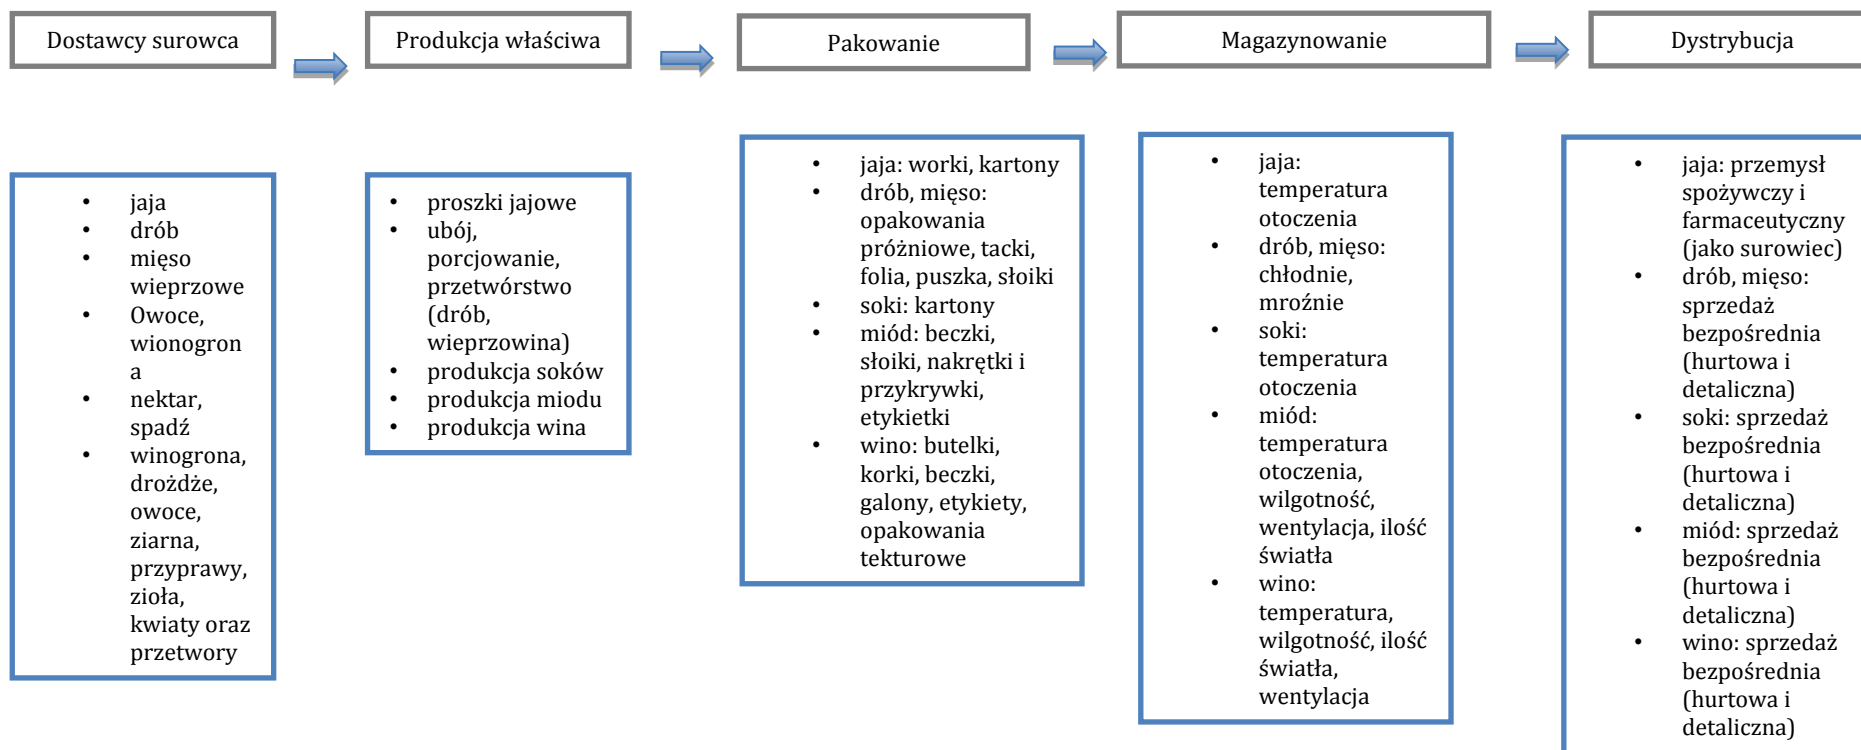 Dostawcy surowca
Produkcja właściwa
Pakowanie
Magazynowanie
Dystrybucja
• jaja
• drób
• mięso
wieprzowe
• Owoce,
wionogron
a
• nektar,
spadź
• winogrona,
drożdże,
owoce,
ziarna,
przyprawy,
zioła,
kwiaty oraz
przetwory
• proszki jajowe
• ubój,
porcjowanie,
przetwórstwo
(drób,
wieprzowina)
• produkcja soków
• produkcja miodu
• produkcja wina
• jaja: worki, kartony
• drób, mięso:
opakowania
próżniowe, tacki,
folia, puszka, słoiki
• soki: kartony
• miód: beczki,
słoiki, nakrętki i
przykrywki,
etykietki
• wino: butelki,
korki, beczki,
galony, etykiety,
opakowania
tekturowe
• jaja:
temperatura
otoczenia
• drób, mięso:
chłodnie,
mroźnie
• soki:
temperatura
otoczenia
• miód:
temperatura
otoczenia,
wilgotność,
wentylacja, ilość
światła
• wino:
temperatura,
wilgotność, ilość
światła,
wentylacja
• jaja: przemysł
spożywczy i
farmaceutyczny
(jako surowiec)
• drób, mięso:
sprzedaż
bezpośrednia
(hurtowa i
detaliczna)
• soki: sprzedaż
bezpośrednia
(hurtowa i
detaliczna)
• miód: sprzedaż
bezpośrednia
(hurtowa i
detaliczna)
• wino: sprzedaż
bezpośrednia
(hurtowa i
detaliczna)